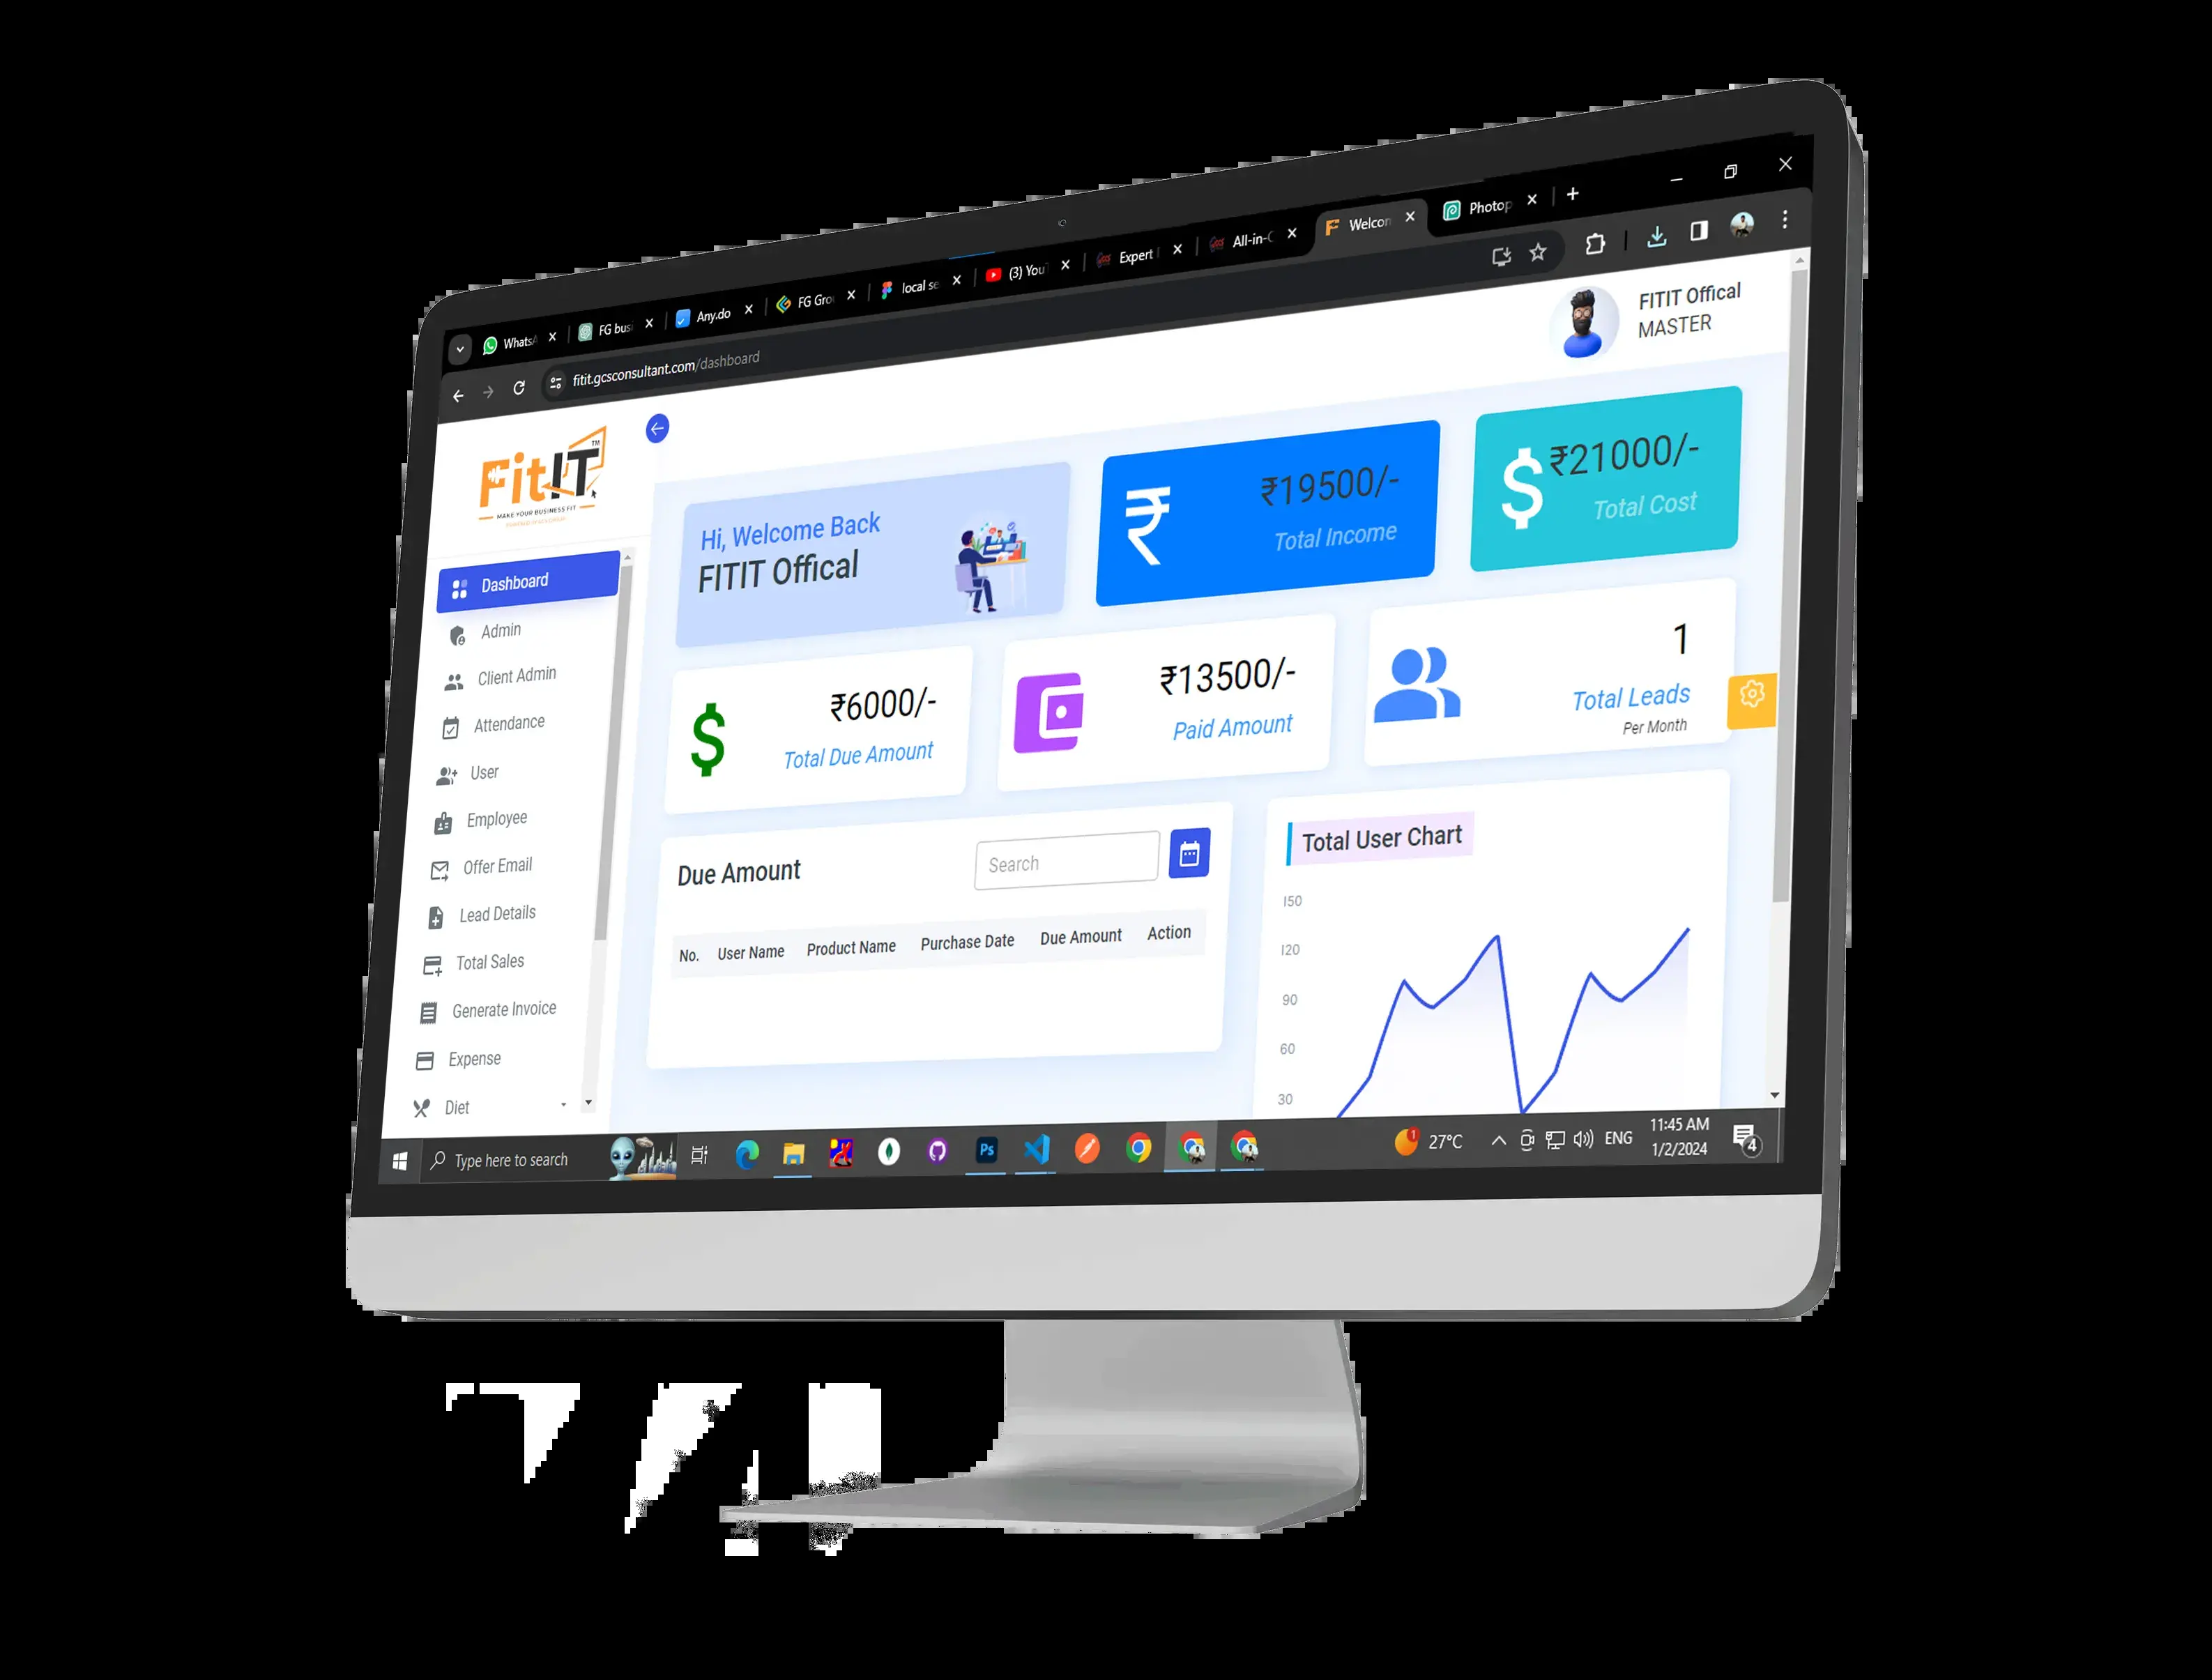 WhatsA
FG busi
Any.do
FG Gro
local se
(3) You
Expert
All-in-C
Welcon
Photop
fitit.gcsconsultant.com/dashboard
FITIT Offical
MASTER
FitIT
TM
MAKE YOUR BUSINESS FIT
Dashboard
Admin
Client Admin
Attendance
User
Employee
Offer Email
Lead Details
Total Sales
Generate Invoice
Expense
Diet
Hi, Welcome Back
FITIT Offical
₹19500/-
Total Income
₹21000/-
Total Cost
₹6000/-
Total Due Amount
₹13500/-
Paid Amount
1
Total Leads
Per Month
Due Amount
Search
No. User Name Product Name Purchase Date Due Amount Action
Total User Chart
150
120
90
60
30
Type here to search
Ps
1
27°C
ENG
11:45 AM
1/2/2024
4